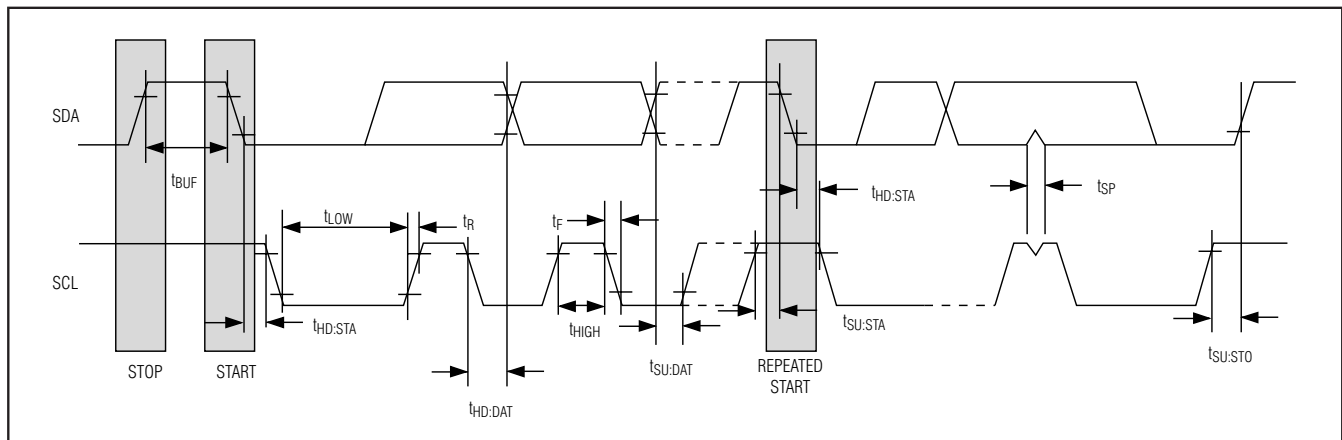 SDA
tBUF
tHD:STA
tSP
tLOW
tR
tF
SCL
tHD:STA
tHIGH
tSU:STA
tSU:DAT
tSU:STO
STOP
START
REPEATED
START
tHD:DAT